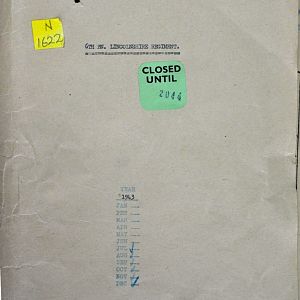 N
1622
6TH BN. LINCOLNSHIRE REGIMENT.
CLOSED
UNTIL
2044
YEAR
1943
JAN
FEB
MAR
APR
MAY
JUN
JUL
AUG
SEP
OCT
NOV
DEC